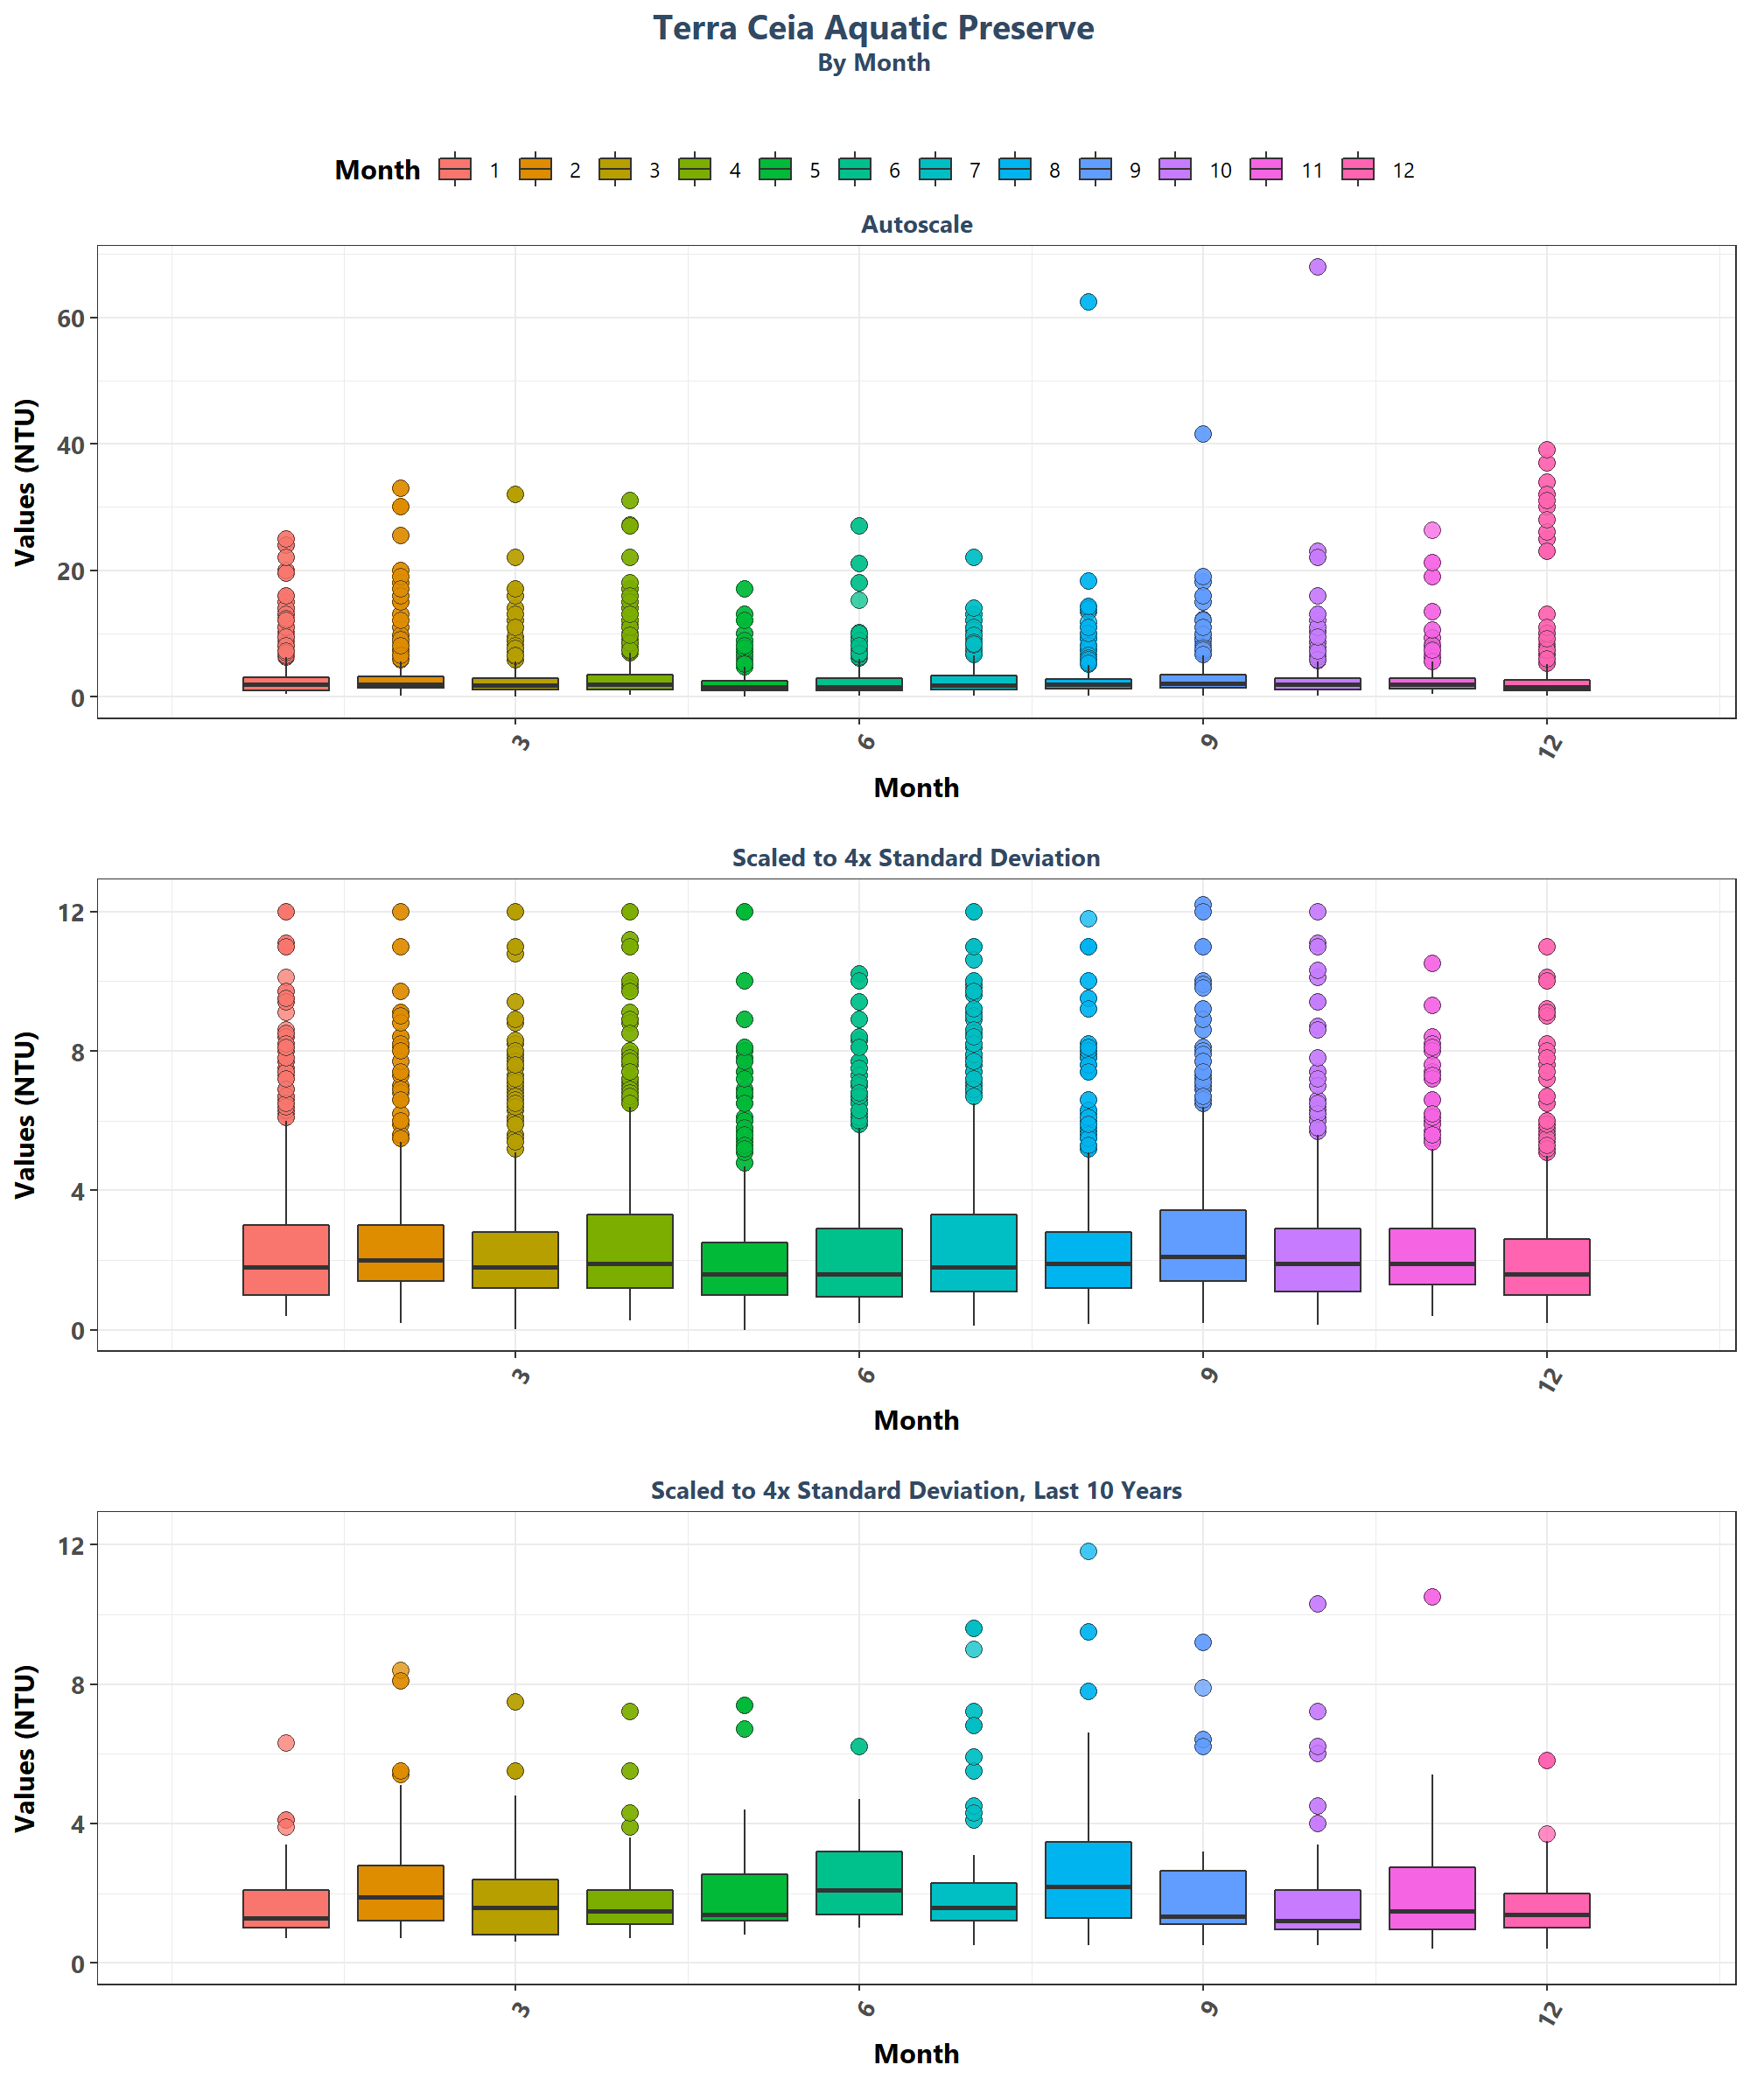 Terra Ceia Aquatic Preserve
By Month
Month 1 2 3 4 5 6 7 8 9 10 11 12
Autoscale
Values (NTU)
60
40
20
0
3 6 9 12
Month
Scaled to 4x Standard Deviation
Values (NTU)
12
8
4
0
3 6 9 12
Month
Scaled to 4x Standard Deviation, Last 10 Years
Values (NTU)
12
8
4
0
3 6 9 12
Month